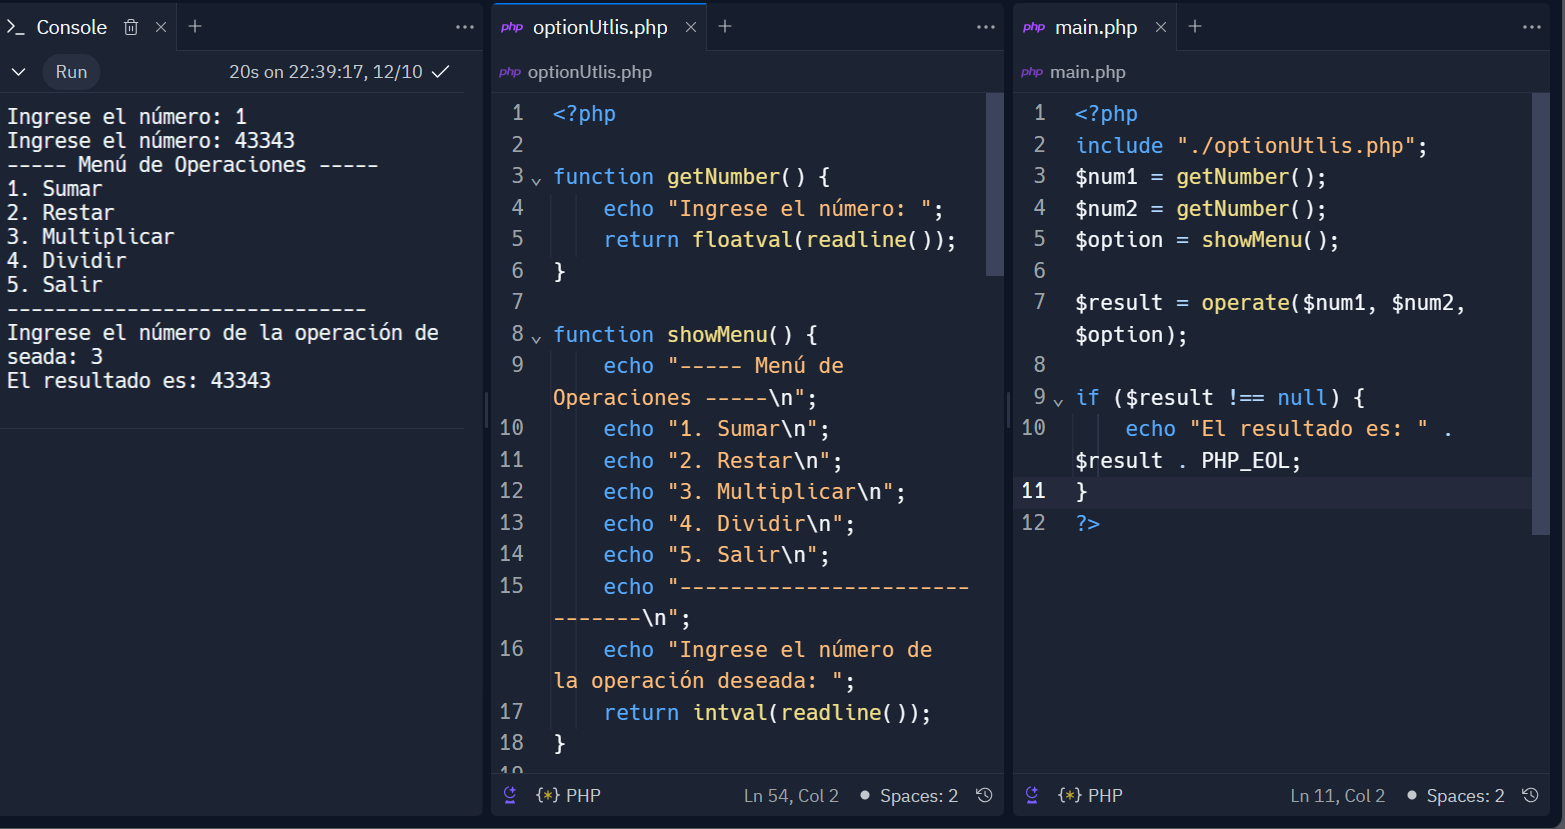 Console
Run 20s on 22:39:17, 12/10
Ingrese el número: 1
Ingrese el número: 43343
----- Menú de Operaciones -----
1. Sumar
2. Restar
3. Multiplicar
4. Dividir
5. Salir
------------------------------
Ingrese el número de la operación de
seada: 3
El resultado es: 43343
php optionUtlis.php
php optionUtlis.php
1 <?php
2
3 function getNumber() {
4 echo "Ingrese el número: ";
5 return floatval(readline());
6 }
7
8 function showMenu() {
9 echo "----- Menú de
Operaciones -----\n";
10 echo "1. Sumar\n";
11 echo "2. Restar\n";
12 echo "3. Multiplicar\n";
13 echo "4. Dividir\n";
14 echo "5. Salir\n";
15 echo "-----------------------
-------\n";
16 echo "Ingrese el número de
la operación deseada: ";
17 return intval(readline());
18 }
19
{*} PHP Ln 54, Col 2 Spaces: 2
php main.php
php main.php
1 <?php
2 include "./optionUtlis.php";
3 $num1 = getNumber();
4 $num2 = getNumber();
5 $option = showMenu();
6
7 $result = operate($num1, $num2,
$option);
8
9 if ($result !== null) {
10 echo "El resultado es: " .
$result . PHP_EOL;
11 }
12 ?>
{*} PHP Ln 11, Col 2 Spaces: 2